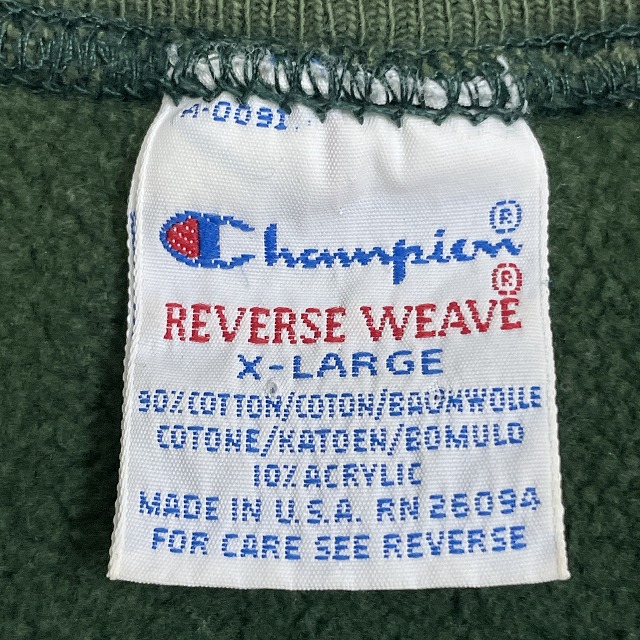 A-0091
Champion®
®
REVERSE WEAVE
X-LARGE
90%COTTON/COTON/BAUMWOLLE
COTONE/KATOEN/BOMULD
10% ACRYLIC
MADE IN U.S.A. RN 26094
FOR CARE SEE REVERSE